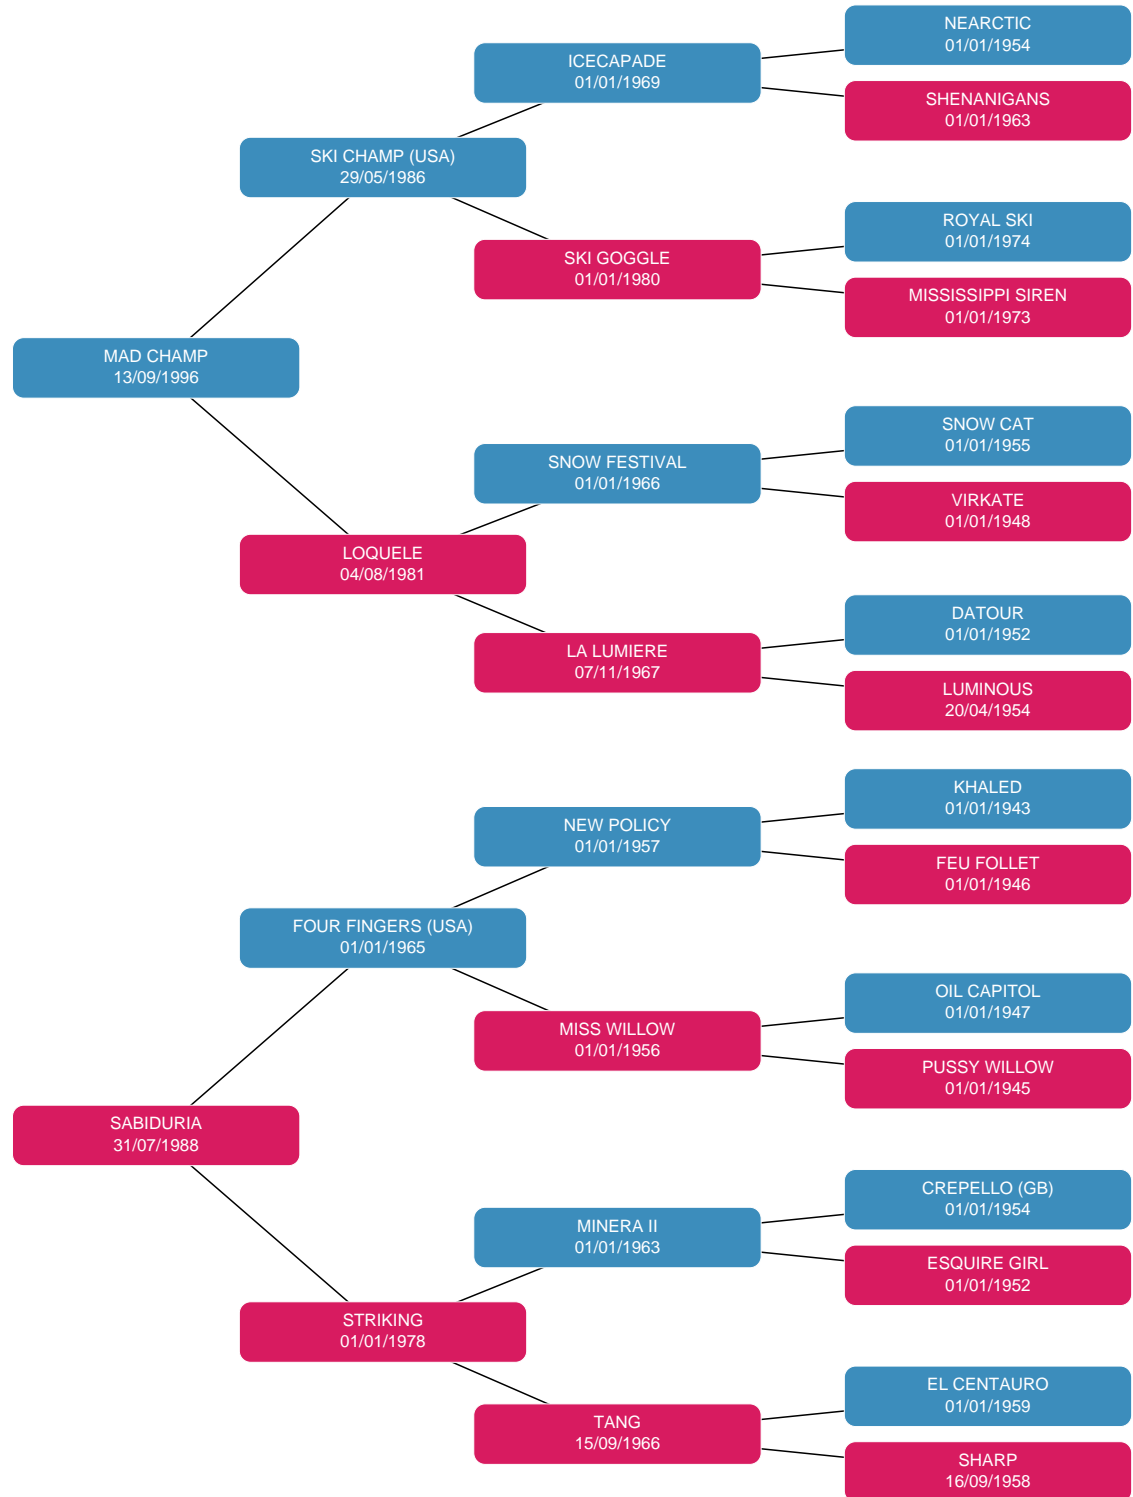 NEARCTIC
01/01/1954
ICECAPADE
01/01/1969
SHENANIGANS
01/01/1963
SKI CHAMP (USA)
29/05/1986
ROYAL SKI
01/01/1974
SKI GOGGLE
01/01/1980
MISSISSIPPI SIREN
01/01/1973
MAD CHAMP
13/09/1996
SNOW CAT
01/01/1955
SNOW FESTIVAL
01/01/1966
VIRKATE
01/01/1948
LOQUELE
04/08/1981
DATOUR
01/01/1952
LA LUMIERE
07/11/1967
LUMINOUS
20/04/1954
KHALED
01/01/1943
NEW POLICY
01/01/1957
FEU FOLLET
01/01/1946
FOUR FINGERS (USA)
01/01/1965
OIL CAPITOL
01/01/1947
MISS WILLOW
01/01/1956
PUSSY WILLOW
01/01/1945
SABIDURIA
31/07/1988
CREPELLO (GB)
01/01/1954
MINERA II
01/01/1963
ESQUIRE GIRL
01/01/1952
STRIKING
01/01/1978
EL CENTAURO
01/01/1959
TANG
15/09/1966
SHARP
16/09/1958